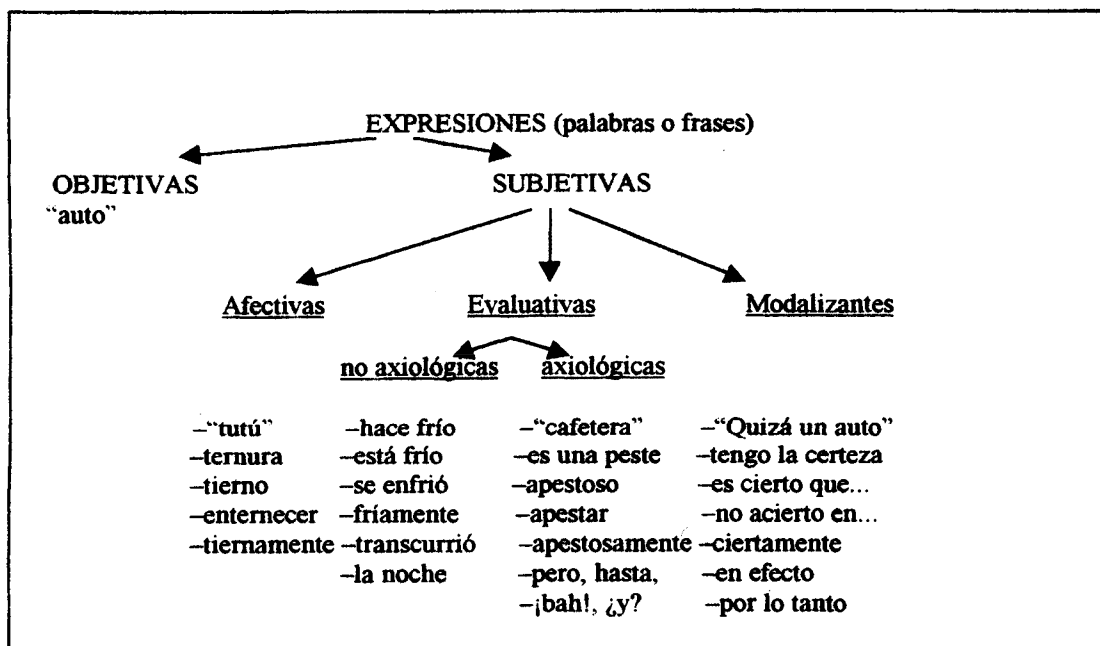 EXPRESIONES (palabras o frases)
OBJETIVAS SUBJETIVAS
“auto”
Afectivas Evaluativas Modalizantes
no axiológicas axiológicas
–“tutú” –hace frío –“cafetera” –“Quizá un auto”
–ternura –está frío –es una peste –tengo la certeza
–tierno –se enfrió –apestoso –es cierto que...
–enternecer –fríamente –apestar –no acierto en...
–tiernamente –transcurrió –apestosamente –ciertamente
–la noche –pero, hasta, –en efecto
–¡bah!, ¿y? –por lo tanto